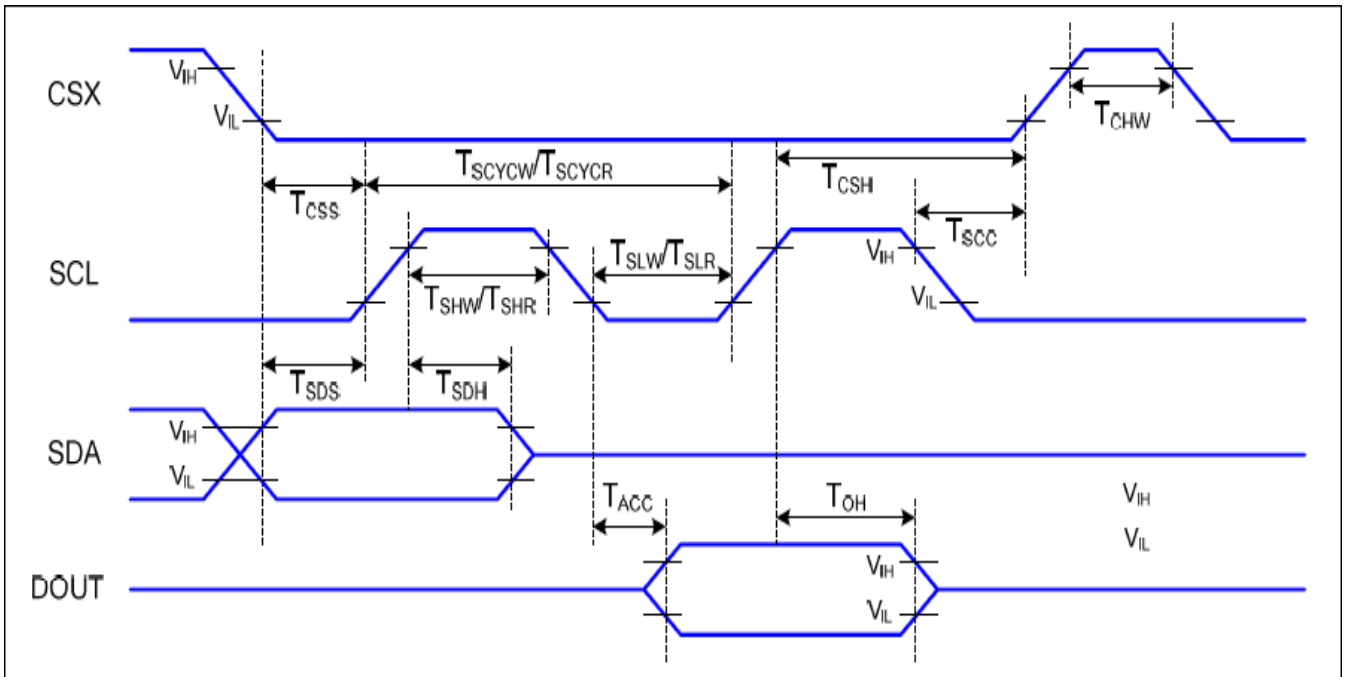 CSX
VIH
VIL
TCHW
TSCYCW/TSCYCR
TCSH
TCSS
TSCC
SCL
TSLW/TSLR
VIH
TSHW/TSHR
VIL
TSDS
TSDH
SDA
VIH
VIL
TACC
TOH
VIH
VIL
DOUT
VIH
VIL